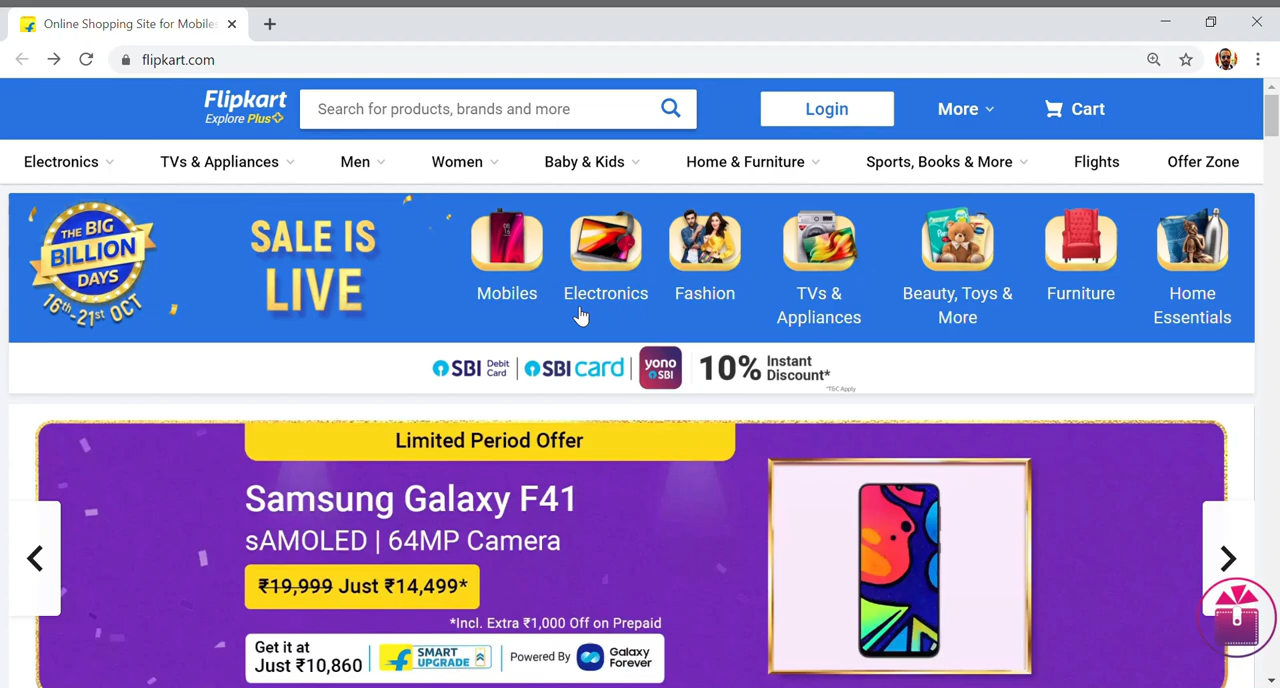 Online Shopping Site for Mobiles
flipkart.com
Flipkart
Explore Plus
Search for products, brands and more
Login
More
Cart
Electronics
TVs & Appliances
Men
Women
Baby & Kids
Home & Furniture
Sports, Books & More
Flights
Offer Zone
THE BIG
BILLION
DAYS
16th-21st OCT
SALE IS
LIVE
Mobiles
Electronics
Fashion
TVs &
Appliances
Beauty, Toys &
More
Furniture
Home
Essentials
SBI Debit
Card
SBI card
yono
SBI
10% Instant
Discount*
*T&C Apply
Limited Period Offer
Samsung Galaxy F41
sAMOLED | 64MP Camera
₹19,999 Just ₹14,499*
*Incl. Extra ₹1,000 Off on Prepaid
Get it at
Just ₹10,860
SMART
UPGRADE
Powered By
Galaxy
Forever